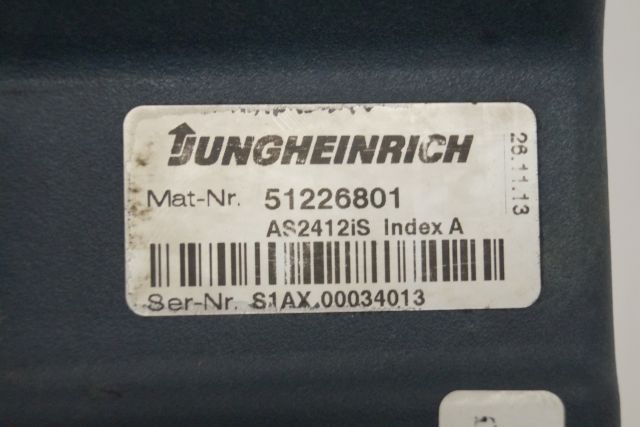 JUNGHEINRICH
Mat-Nr. 51226801
AS2412iS Index A
Ser-Nr. S1AX.00034013
26.11.13